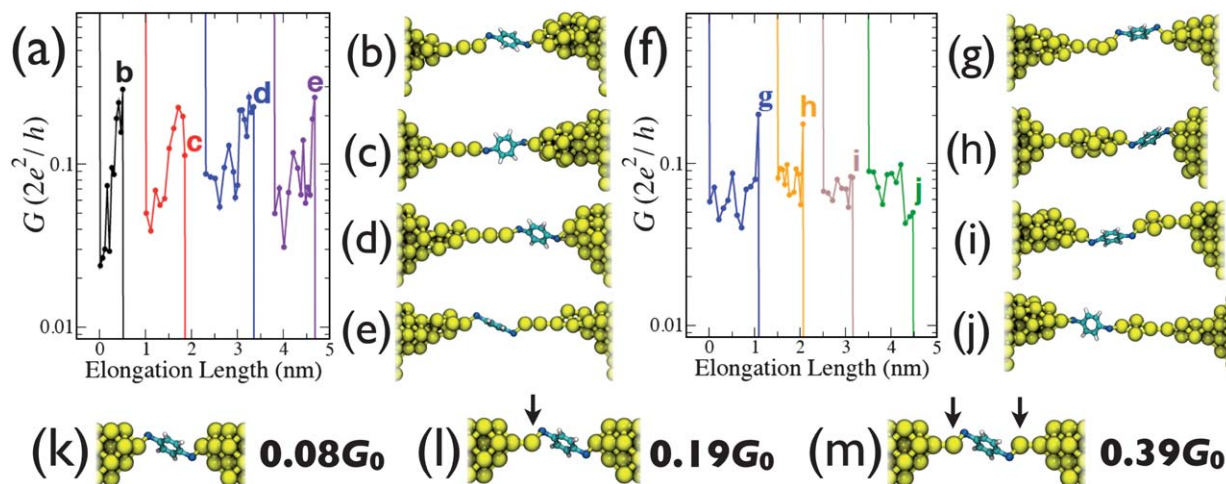 (a)
G (2e²/h)
0.1
0.01
b
c
d
e
0 1 2 3 4 5
Elongation Length (nm)
(b)
(c)
(d)
(e)
(f)
G (2e²/h)
0.1
0.01
g
h
i
j
0 1 2 3 4 5
Elongation Length (nm)
(g)
(h)
(i)
(j)
(k) 0.08G₀
(l) 0.19G₀
(m) 0.39G₀